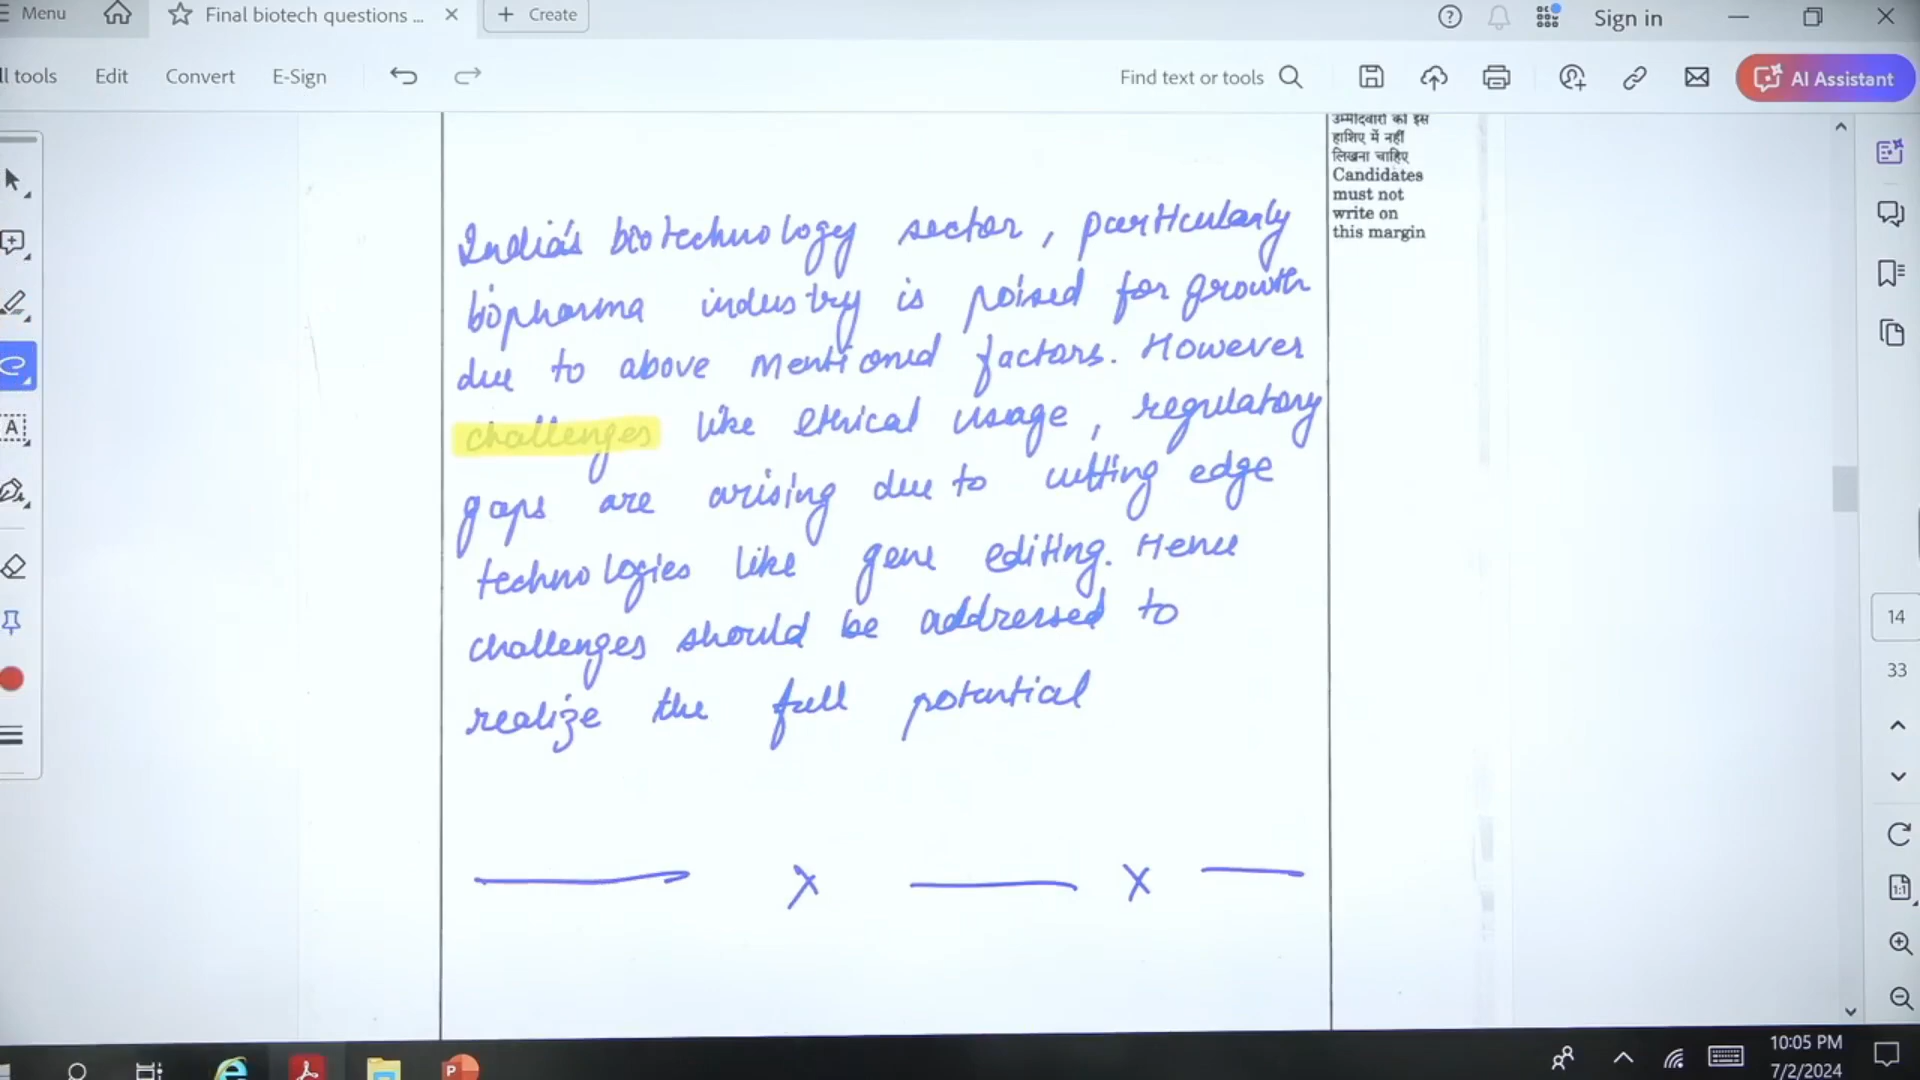 Menu
Final biotech questions ...
Create
Sign in
ll tools
Edit
Convert
E-Sign
Find text or tools
AI Assistant
उम्मीदवारों को इस
हाशिए में नहीं
लिखना चाहिए
Candidates
must not
write on
this margin
India's biotechnology sector, particularly
biopharma industry is poised for growth
due to above mentioned factors. However
challenges like ethical usage, regulatory
gaps are arising due to cutting edge
technologies like gene editing. Hence
challenges should be addressed to
realize the full potential
X X
14
33
1:1
10:05 PM
7/2/2024